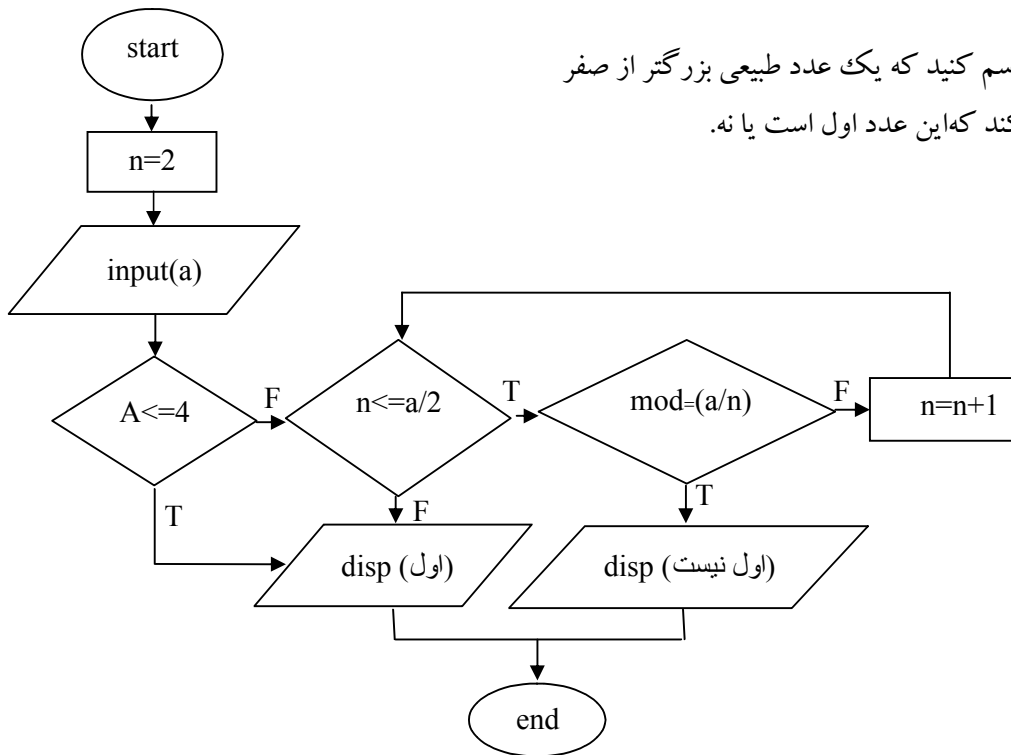 سم کنید که یک عدد طبیعی بزرگتر از صفر
کند که‌این عدد اول است یا نه.
start
n=2
input(a)
A<=4
F
n<=a/2
T
mod=(a/n)
F
n=n+1
T
F
T
disp (اول)
disp (اول نیست)
end